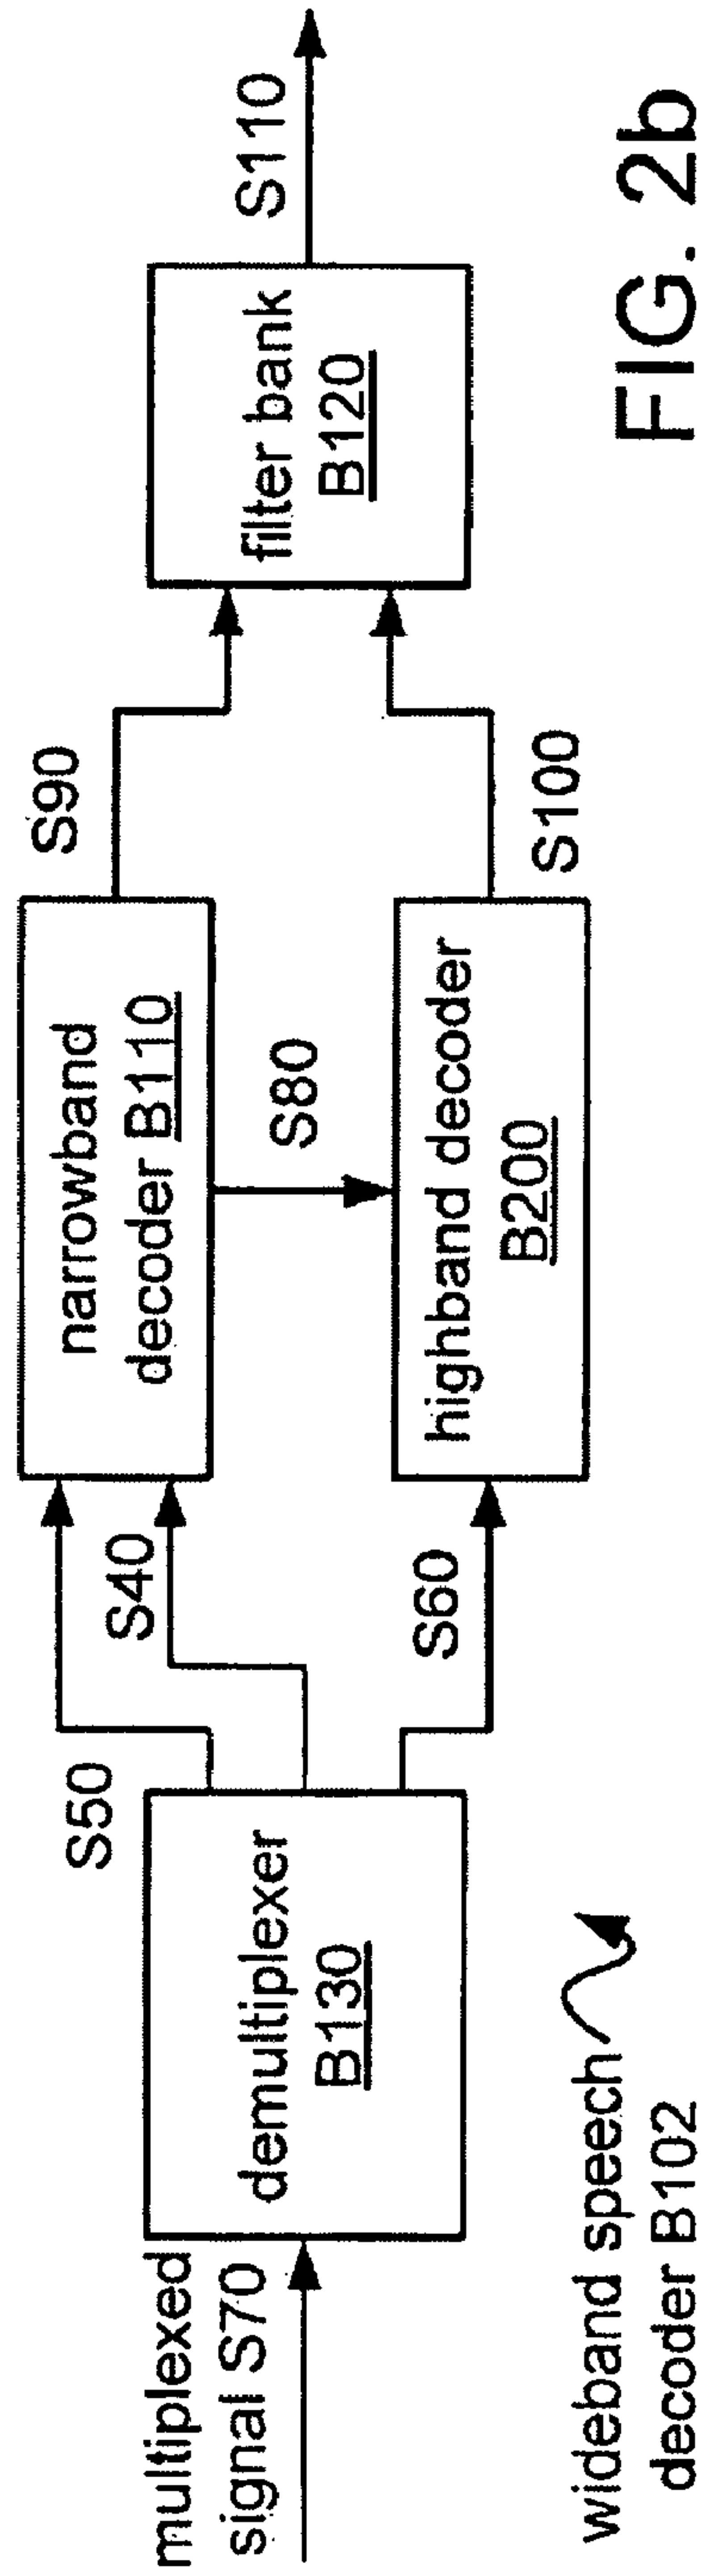 multiplexed
signal S70
demultiplexer
B130
S50
S40
S60
narrowband
decoder B110
S80
highband decoder
B200
S90
S100
filter bank
B120
S110
wideband speech
decoder B102
FIG. 2b